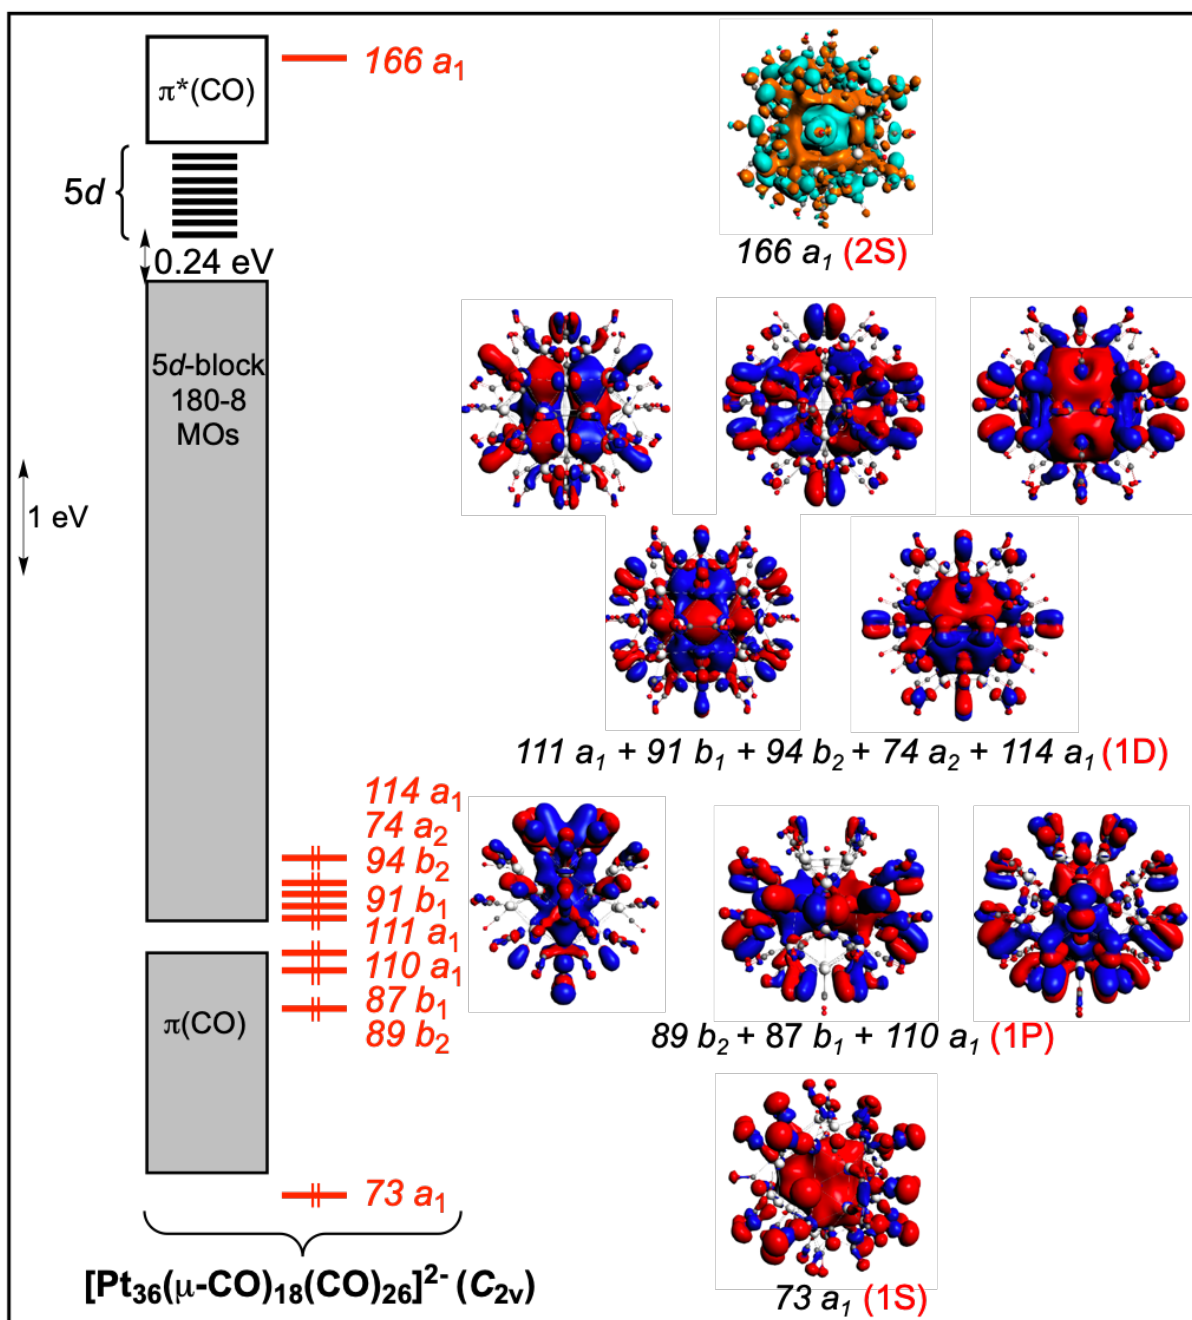 166 a₁
π*(CO)
5d
0.24 eV
166 a₁ (2S)
5d-block
180-8
MOs
1 eV
111 a₁ + 91 b₁ + 94 b₂ + 74 a₂ + 114 a₁ (1D)
114 a₁
74 a₂
94 b₂
91 b₁
111 a₁
110 a₁
87 b₁
89 b₂
π(CO)
89 b₂ + 87 b₁ + 110 a₁ (1P)
73 a₁
[Pt₃₆(μ-CO)₁₈(CO)₂₆]²⁻ (C₂ᵥ)
73 a₁ (1S)